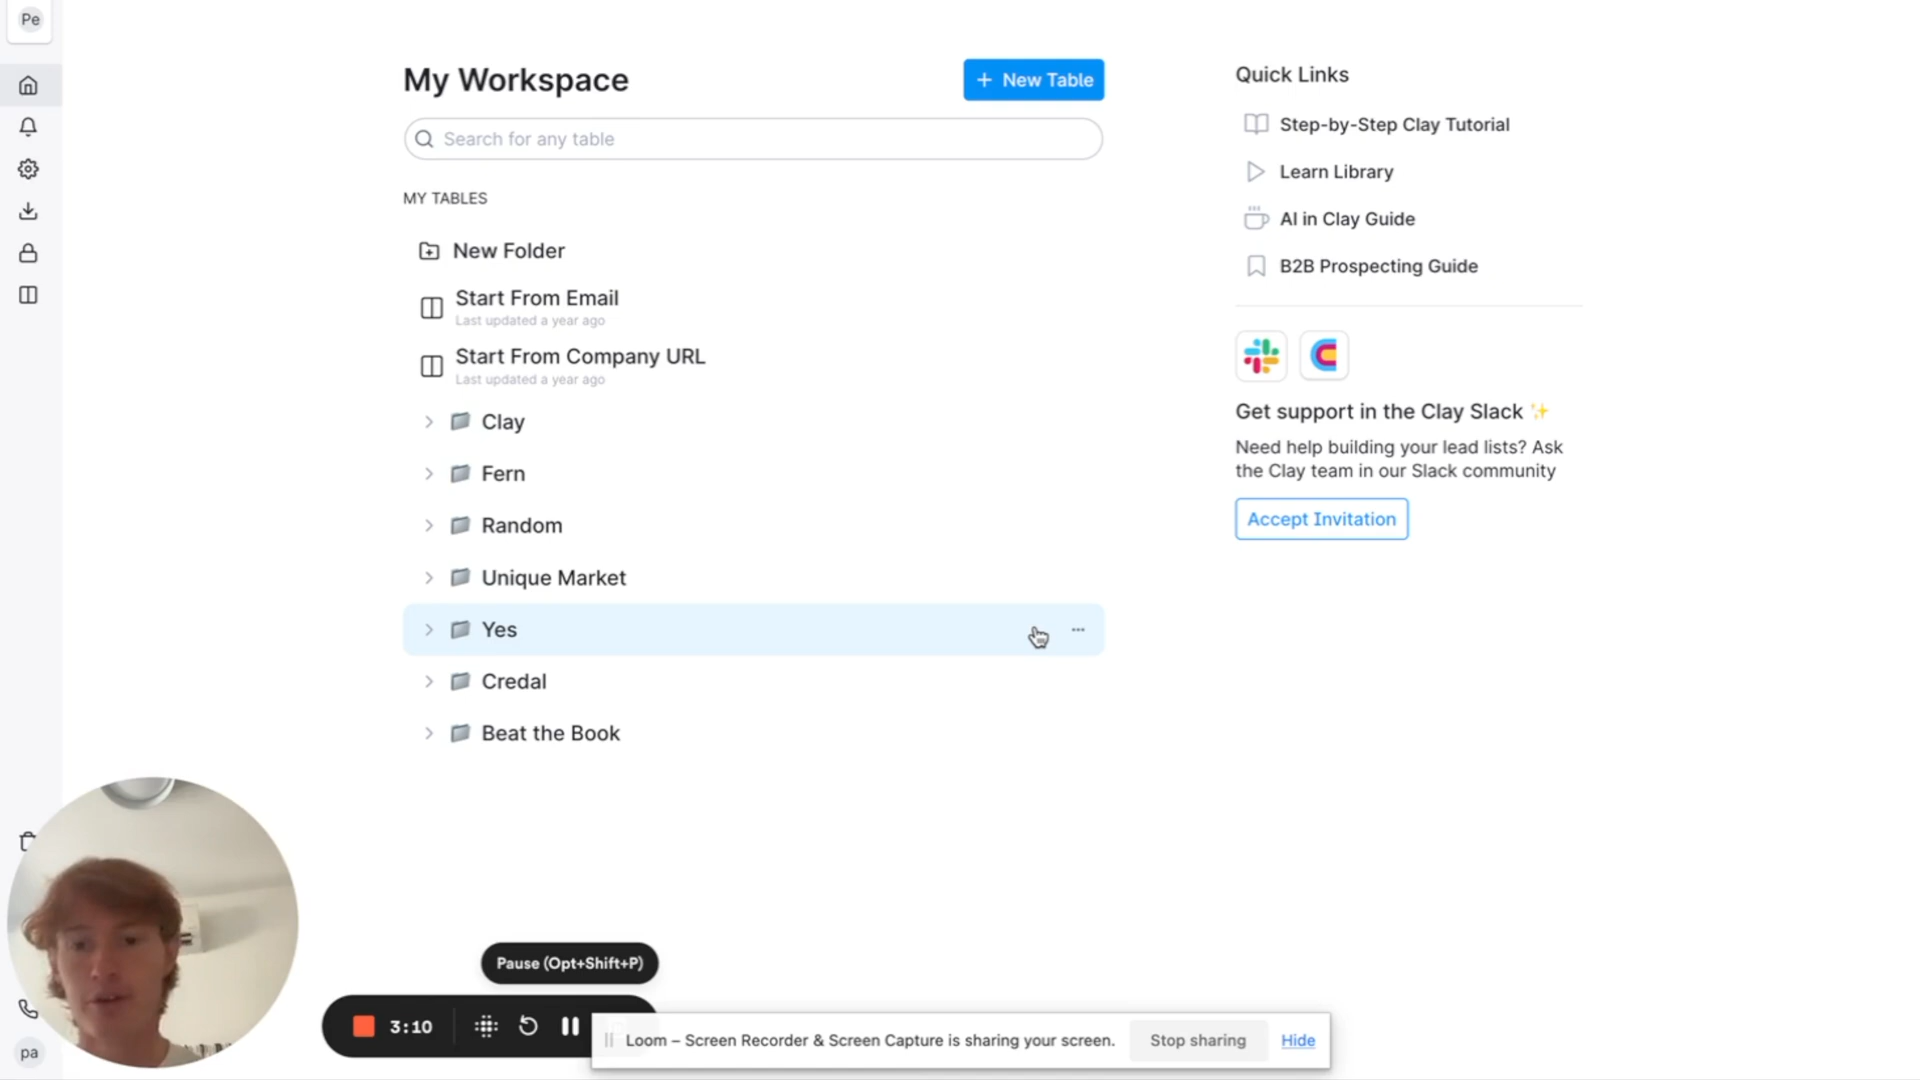 Pe
My Workspace
+ New Table
Search for any table
MY TABLES
New Folder
Start From Email
Last updated a year ago
Start From Company URL
Last updated a year ago
Clay
Fern
Random
Unique Market
Yes
Credal
Beat the Book
Quick Links
Step-by-Step Clay Tutorial
Learn Library
AI in Clay Guide
B2B Prospecting Guide
Get support in the Clay Slack ✨
Need help building your lead lists? Ask
the Clay team in our Slack community
Accept Invitation
Pause (Opt+Shift+P)
3:10
Loom – Screen Recorder & Screen Capture is sharing your screen.
Stop sharing
Hide
pa